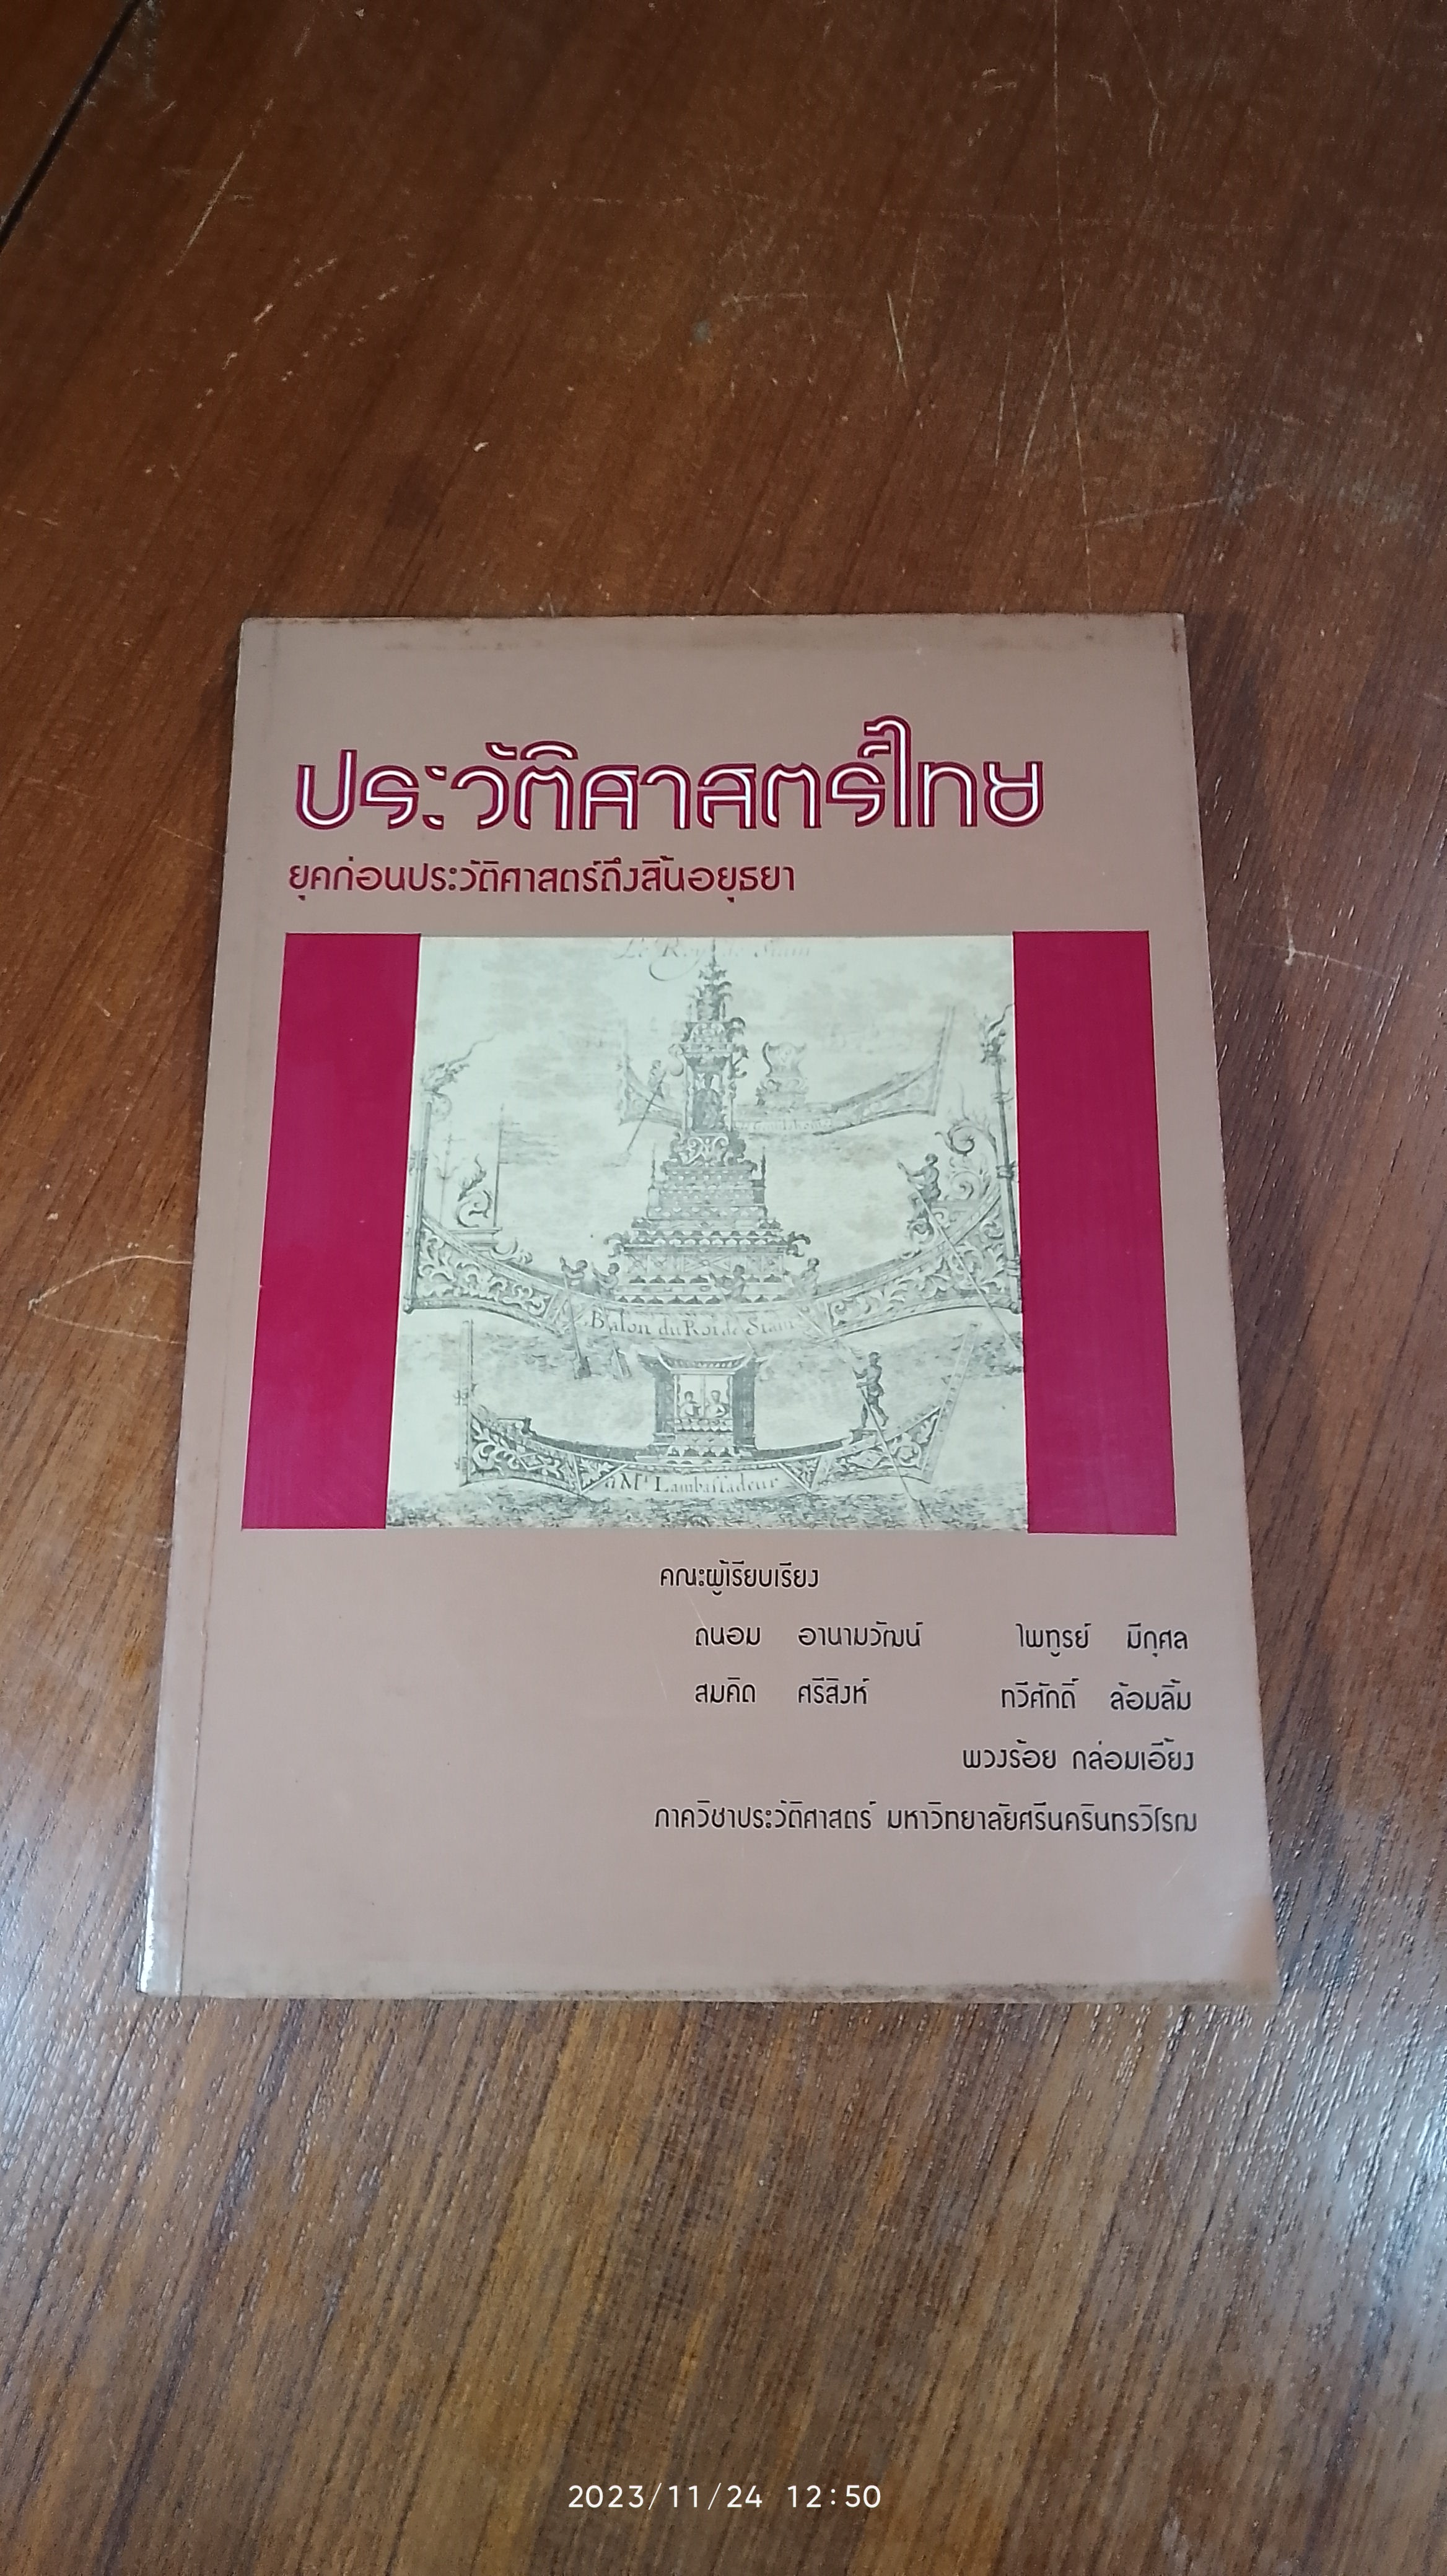 ประวัติศาสตร์ไทย
ยุคก่อนประวัติศาสตร์ถึงสิ้นอยุธยา
Le Roy de Siam
Balon du Roi de Siam
a Mr Lambassadeur
คณะผู้เรียบเรียง
ถนอม อานามวัฒน์ ไพฑูรย์ มีกุศล
สมคิด ศรีสิงห์ ทวีศักดิ์ ล้อมลิ้ม
พวงร้อย กล่อมเอี้ยง
ภาควิชาประวัติศาสตร์ มหาวิทยาลัยศรีนครินทรวิโรฒ
2023/11/24 12:50